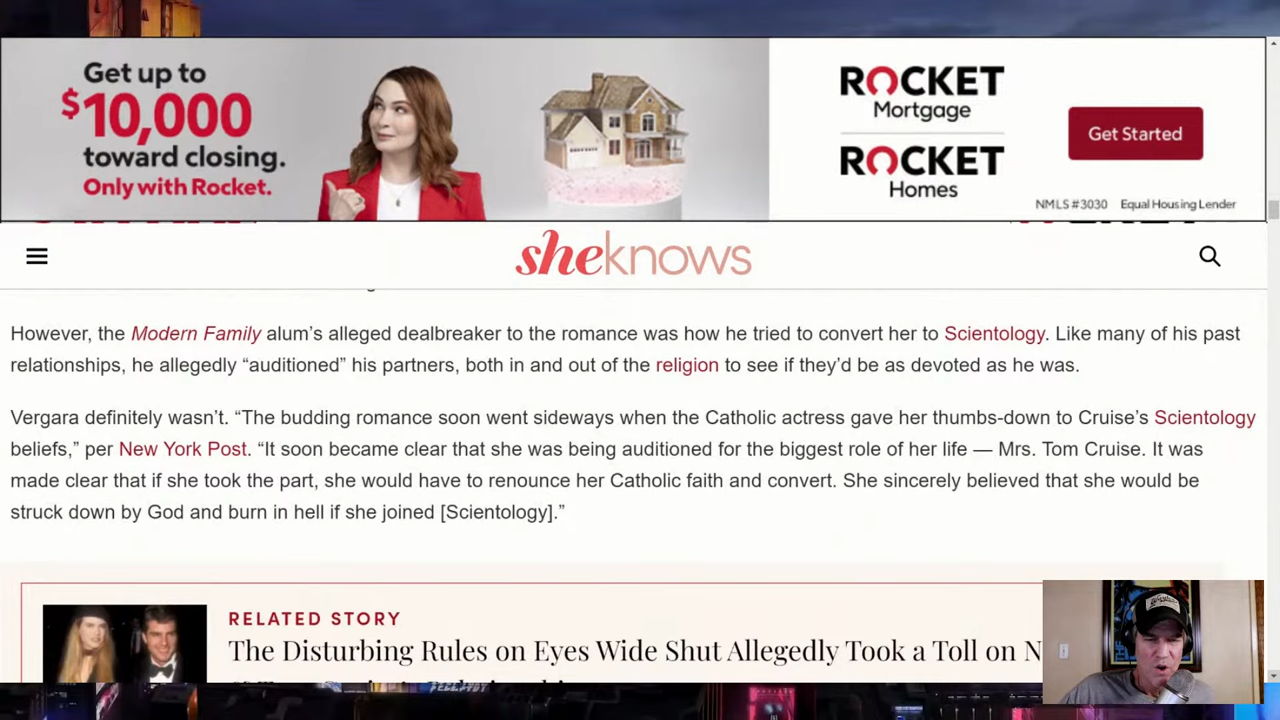 Get up to
$10,000
toward closing.
Only with Rocket.
ROCKET
Mortgage
ROCKET
Homes
Get Started
NMLS #3030 Equal Housing Lender
sheknows
However, the Modern Family alum’s alleged dealbreaker to the romance was how he tried to convert her to Scientology. Like many of his past
relationships, he allegedly “auditioned” his partners, both in and out of the religion to see if they’d be as devoted as he was.
Vergara definitely wasn’t. “The budding romance soon went sideways when the Catholic actress gave her thumbs-down to Cruise’s Scientology
beliefs,” per New York Post. “It soon became clear that she was being auditioned for the biggest role of her life — Mrs. Tom Cruise. It was
made clear that if she took the part, she would have to renounce her Catholic faith and convert. She sincerely believed that she would be
struck down by God and burn in hell if she joined [Scientology].”
RELATED STORY
The Disturbing Rules on Eyes Wide Shut Allegedly Took a Toll on N